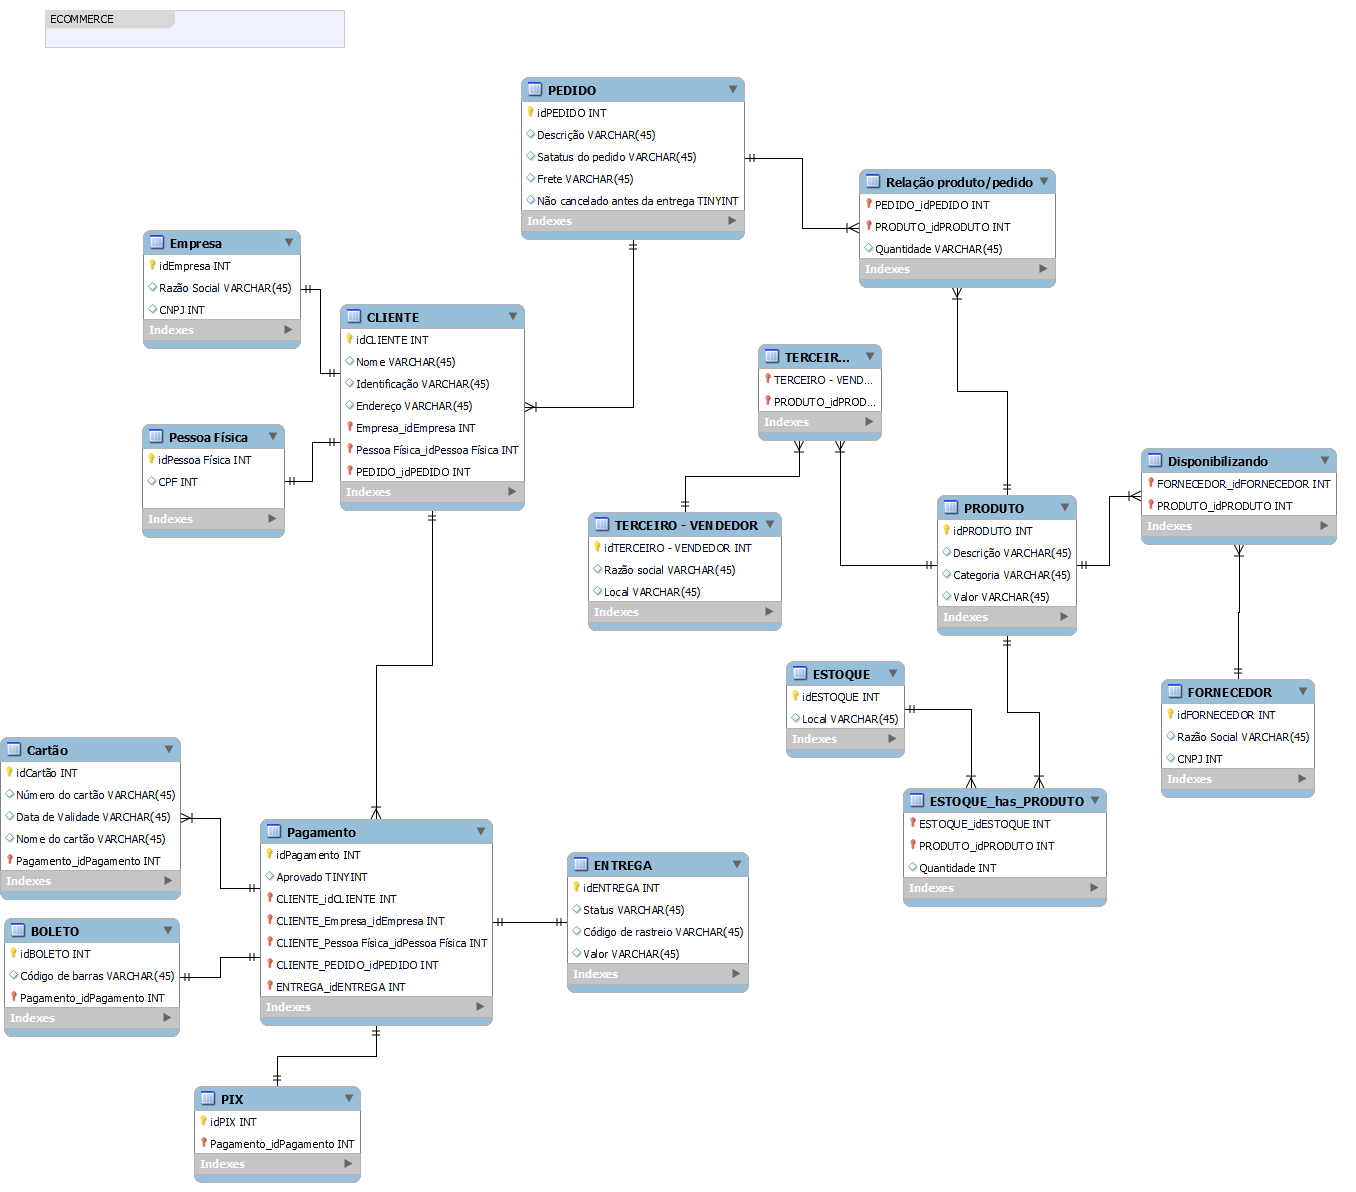 ECOMMERCE
PEDIDO
idPEDIDO INT
Descrição VARCHAR(45)
Satatus do pedido VARCHAR(45)
Frete VARCHAR(45)
Não cancelado antes da entrega TINYINT
Indexes
Relação produto/pedido
PEDIDO_idPEDIDO INT
PRODUTO_idPRODUTO INT
Quantidade VARCHAR(45)
Indexes
Empresa
idEmpresa INT
Razão Social VARCHAR(45)
CNPJ INT
Indexes
CLIENTE
idCLIENTE INT
Nome VARCHAR(45)
Identificação VARCHAR(45)
Endereço VARCHAR(45)
Empresa_idEmpresa INT
Pessoa Física_idPessoa Física INT
PEDIDO_idPEDIDO INT
Indexes
TERCEIR...
TERCEIRO - VEND...
PRODUTO_idPROD...
Indexes
Pessoa Física
idPessoa Física INT
CPF INT
Indexes
Disponibilizando
FORNECEDOR_idFORNECEDOR INT
PRODUTO_idPRODUTO INT
Indexes
TERCEIRO - VENDEDOR
idTERCEIRO - VENDEDOR INT
Razão social VARCHAR(45)
Local VARCHAR(45)
Indexes
PRODUTO
idPRODUTO INT
Descrição VARCHAR(45)
Categoria VARCHAR(45)
Valor VARCHAR(45)
Indexes
ESTOQUE
idESTOQUE INT
Local VARCHAR(45)
Indexes
FORNECEDOR
idFORNECEDOR INT
Razão Social VARCHAR(45)
CNPJ INT
Indexes
Cartão
idCartão INT
Número do cartão VARCHAR(45)
Data de Validade VARCHAR(45)
Nome do cartão VARCHAR(45)
Pagamento_idPagamento INT
Indexes
ESTOQUE_has_PRODUTO
ESTOQUE_idESTOQUE INT
PRODUTO_idPRODUTO INT
Quantidade INT
Indexes
Pagamento
idPagamento INT
Aprovado TINYINT
CLIENTE_idCLIENTE INT
CLIENTE_Empresa_idEmpresa INT
CLIENTE_Pessoa Física_idPessoa Física INT
CLIENTE_PEDIDO_idPEDIDO INT
ENTREGA_idENTREGA INT
Indexes
ENTREGA
idENTREGA INT
Status VARCHAR(45)
Código de rastreio VARCHAR(45)
Valor VARCHAR(45)
Indexes
BOLETO
idBOLETO INT
Código de barras VARCHAR(45)
Pagamento_idPagamento INT
Indexes
PIX
idPIX INT
Pagamento_idPagamento INT
Indexes